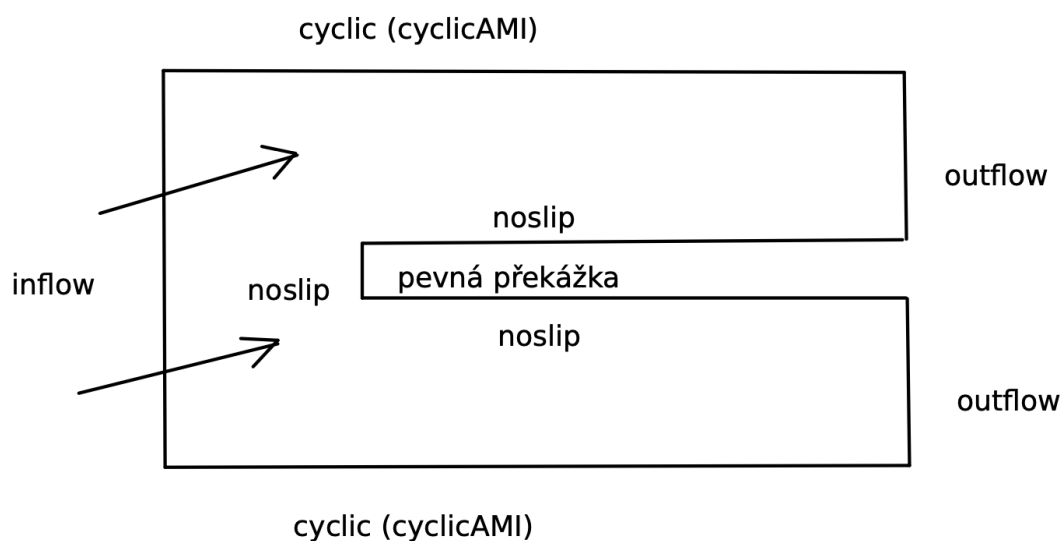 cyclic (cyclicAMI)
outflow
noslip
inflow
noslip
pevná překážka
noslip
outflow
cyclic (cyclicAMI)